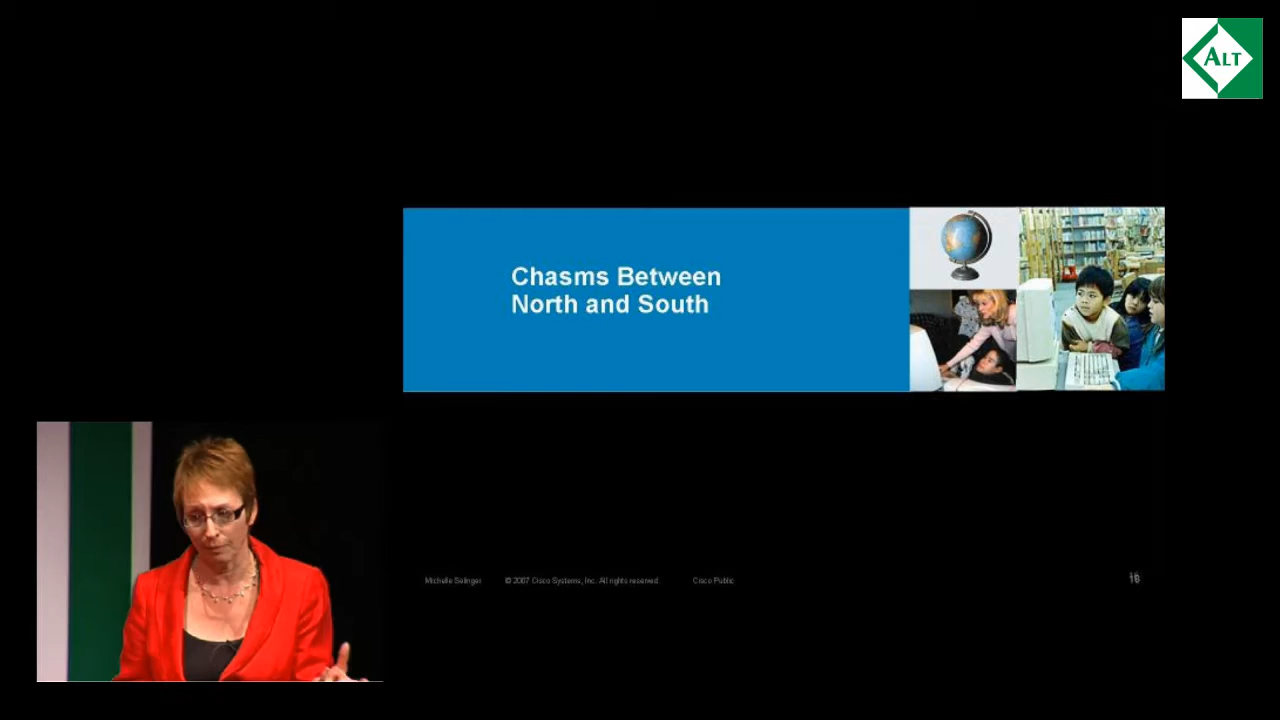 ALT
Chasms Between
North and South
Michelle Selinger © 2007 Cisco Systems, Inc. All rights reserved. Cisco Public 16